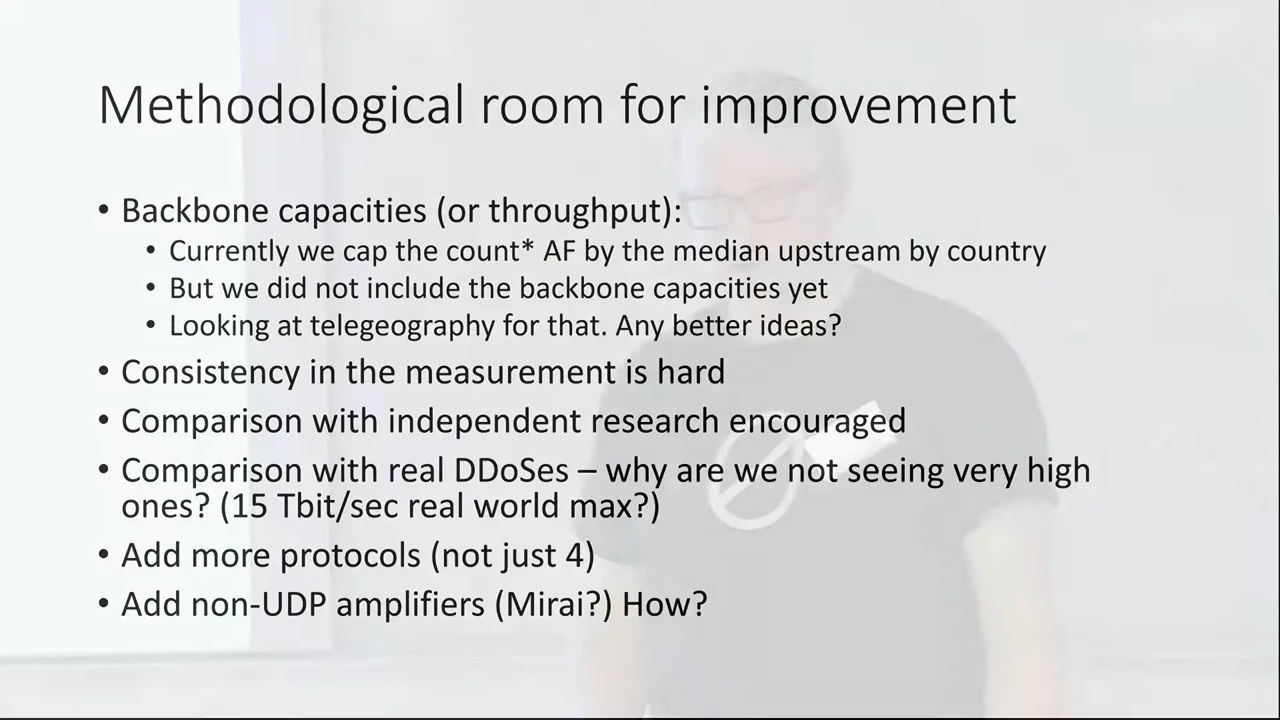 Methodological room for improvement
• Backbone capacities (or throughput):
• Currently we cap the count* AF by the median upstream by country
• But we did not include the backbone capacities yet
• Looking at telegeography for that. Any better ideas?
• Consistency in the measurement is hard
• Comparison with independent research encouraged
• Comparison with real DDoSes – why are we not seeing very high
ones? (15 Tbit/sec real world max?)
• Add more protocols (not just 4)
• Add non-UDP amplifiers (Mirai?) How?